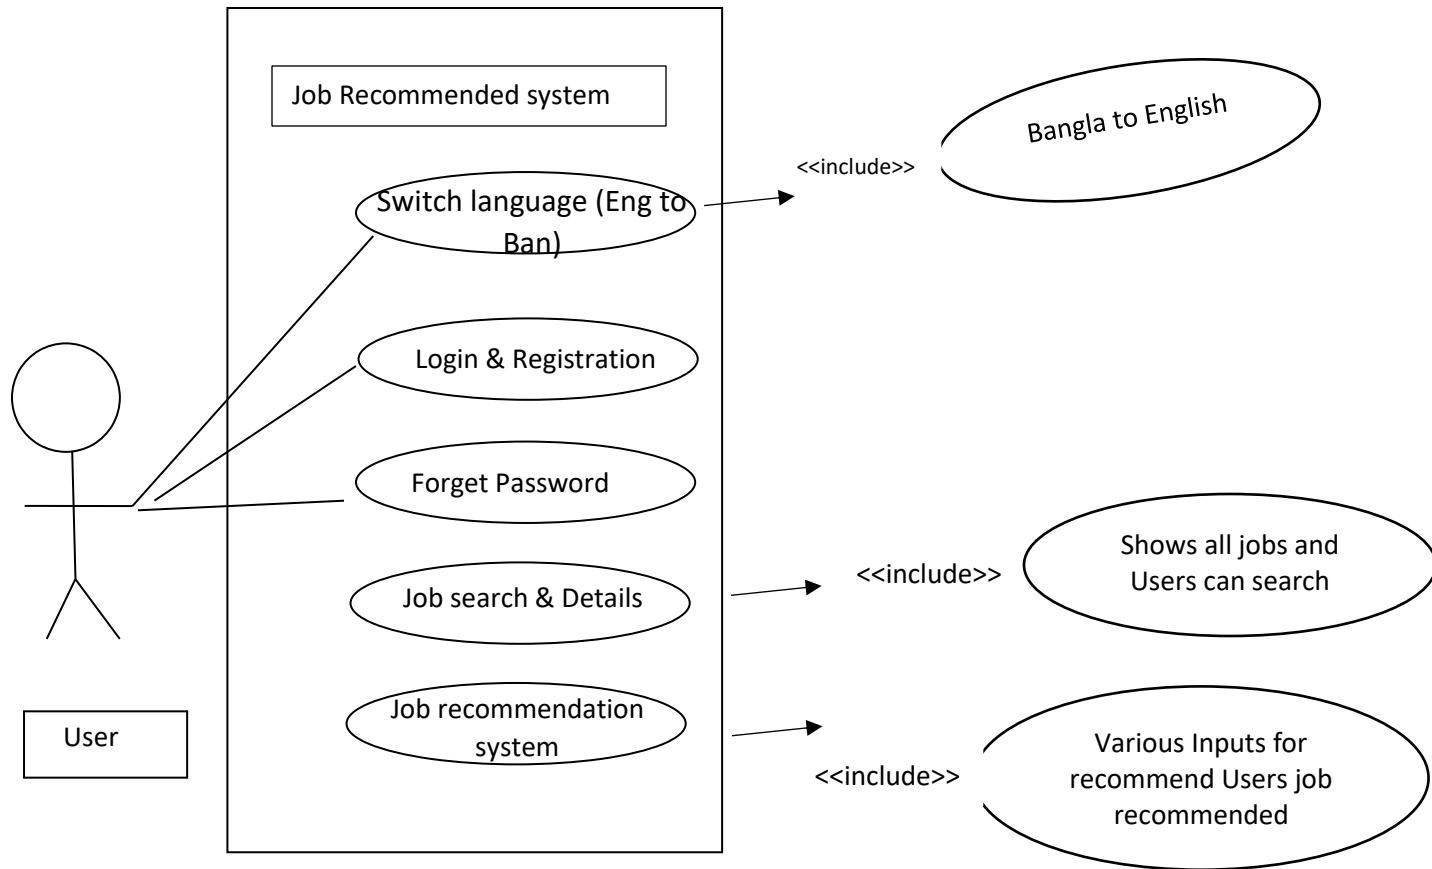 Job Recommended system
Bangla to English
<<include>>
Switch language (Eng to
Ban)
Login & Registration
Forget Password
Shows all jobs and
Users can search
<<include>>
Job search & Details
Job recommendation
system
User
Various Inputs for
recommend Users job
recommended
<<include>>